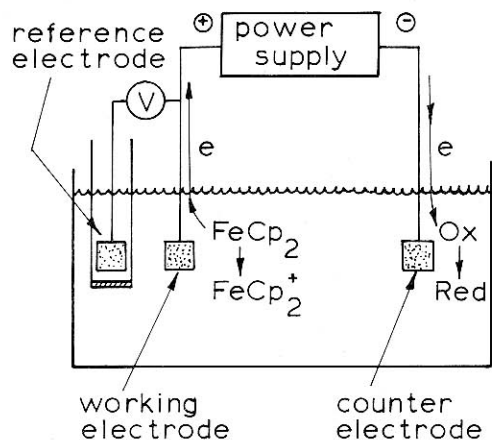 ⊕ power ⊖
supply
reference
electrode
V
e
e
FeCp₂
FeCp₂⁺
Ox
Red
working
electrode
counter
electrode